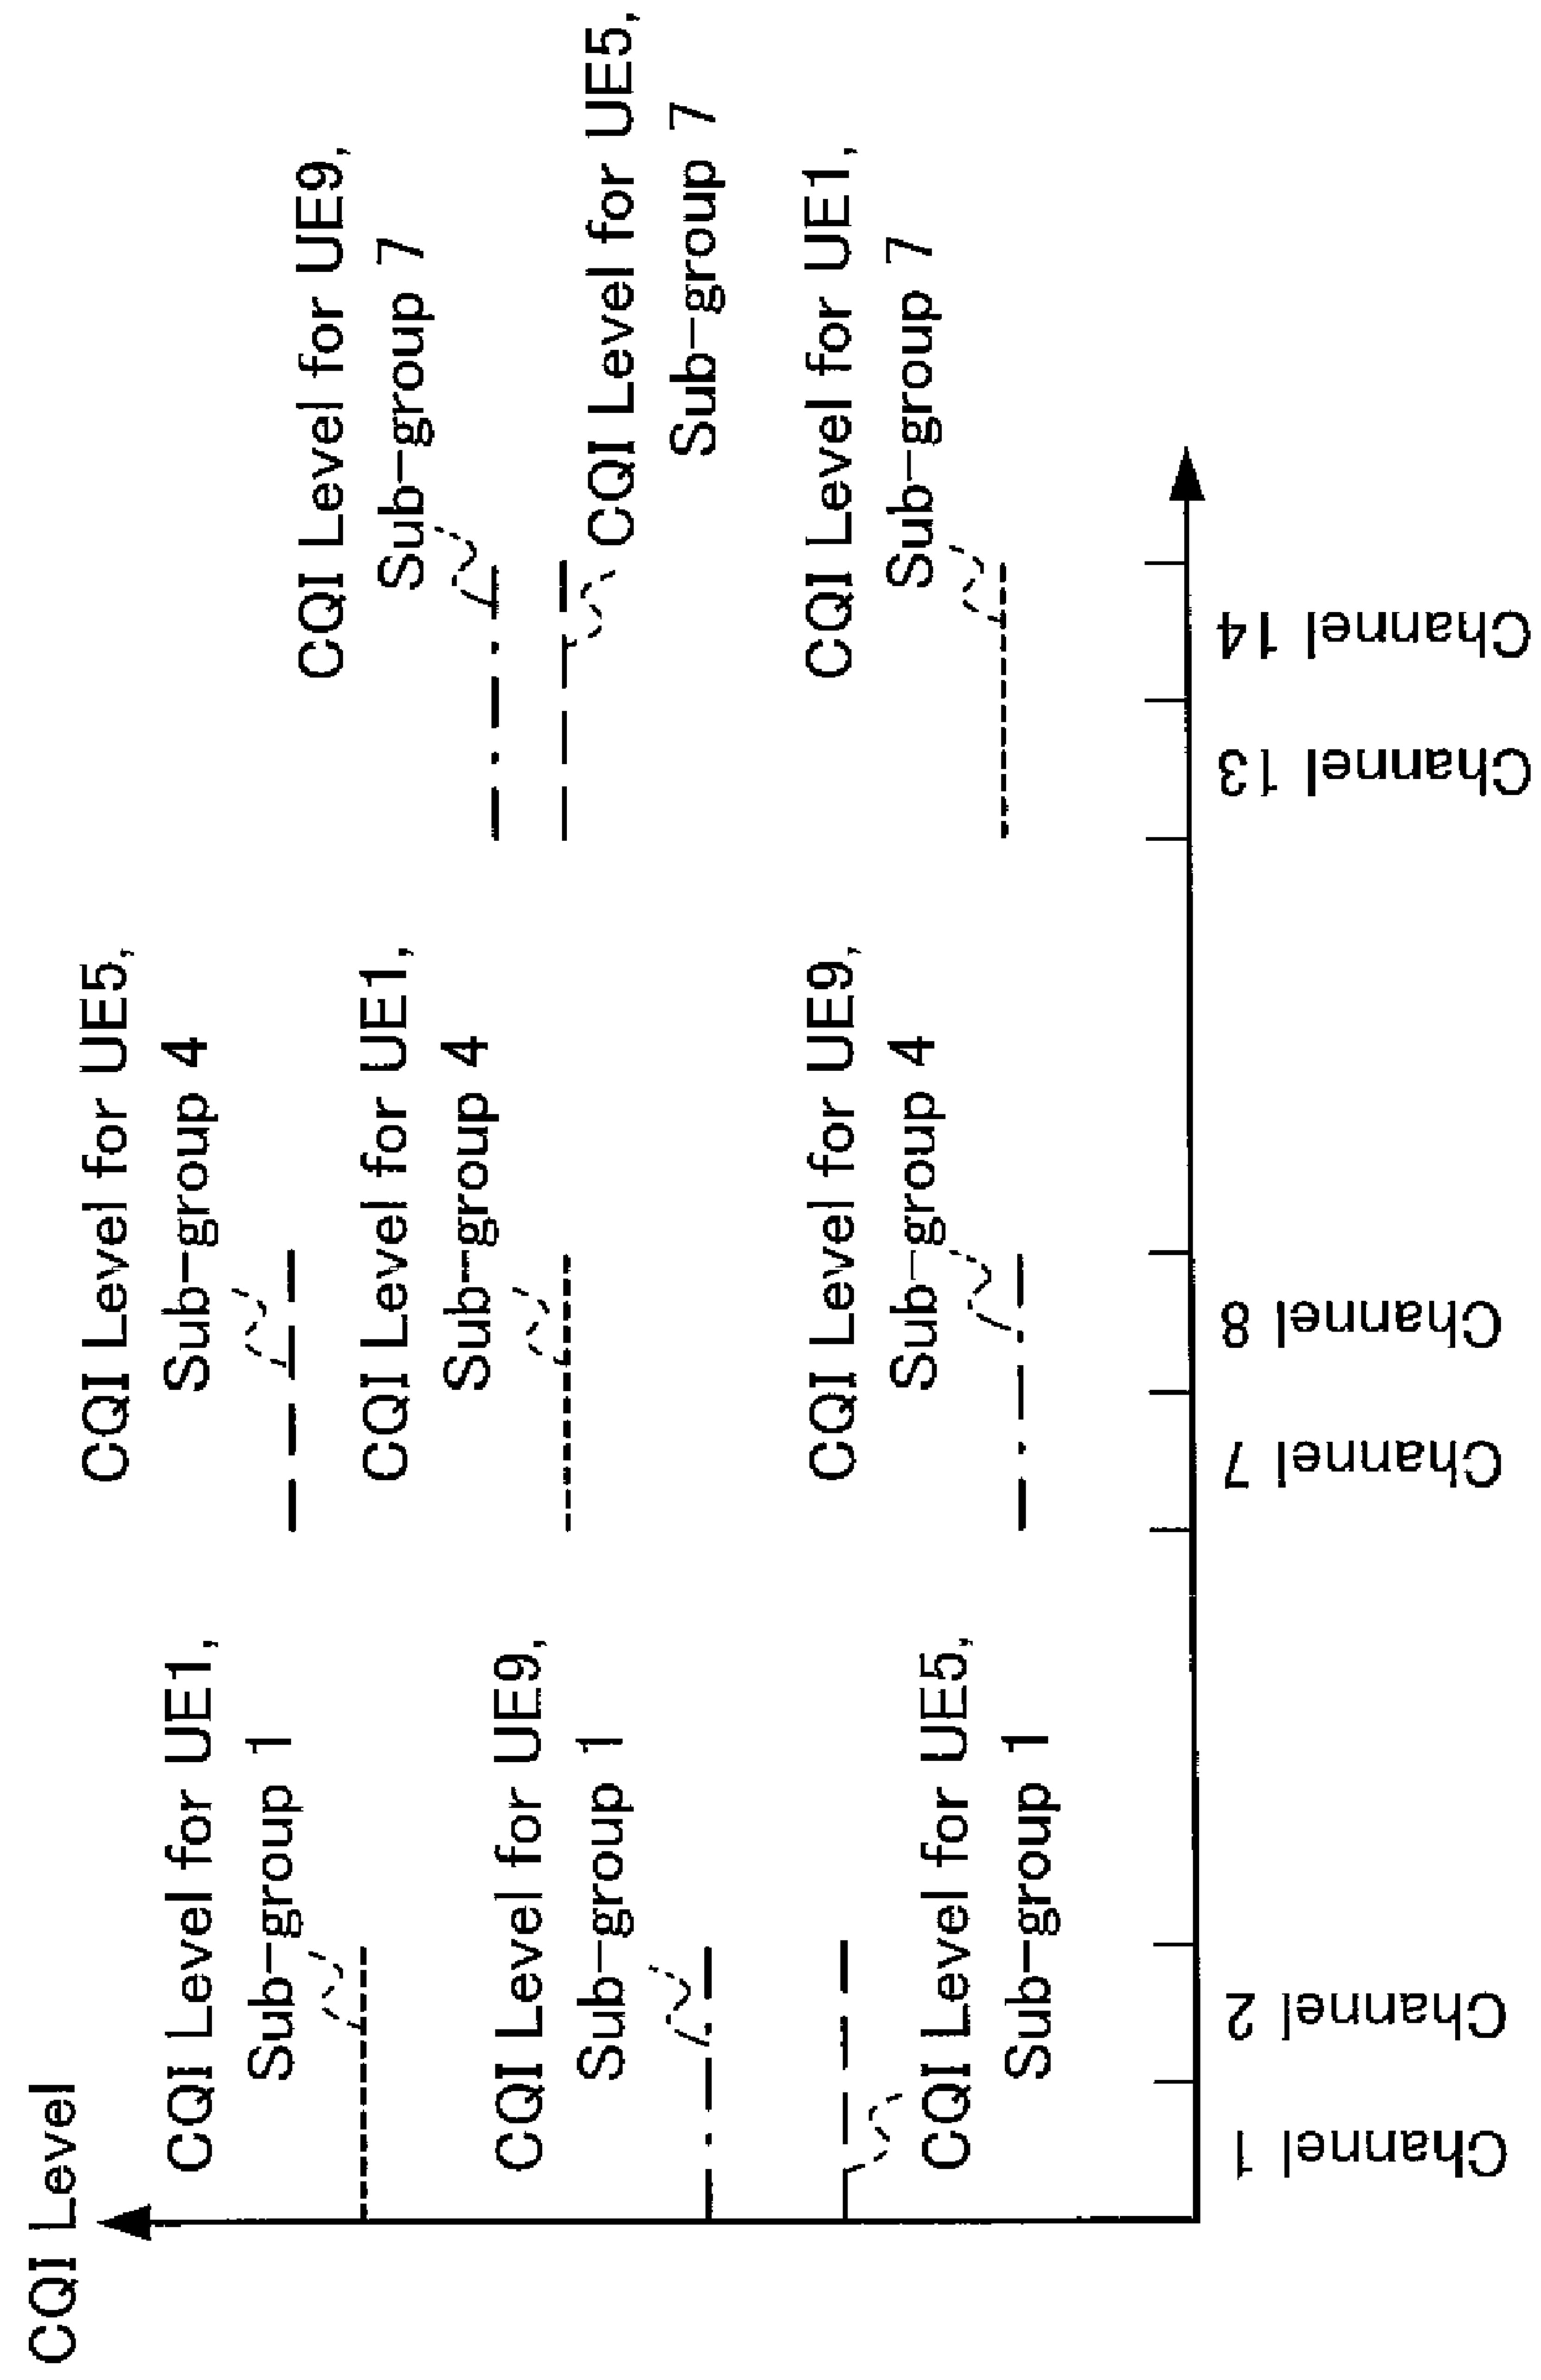 CQI Level
CQI Level for UE1,
Sub-group 1
CQI Level for UE9,
Sub-group 1
CQI Level for UE5,
Sub-group 1
CQI Level for UE5,
Sub-group 4
CQI Level for UE1,
Sub-group 4
CQI Level for UE9,
Sub-group 4
CQI Level for UE9,
Sub-group 7
CQI Level for UE5,
Sub-group 7
CQI Level for UE1,
Sub-group 7
Channel 1
Channel 2
Channel 7
Channel 8
Channel 13
Channel 14